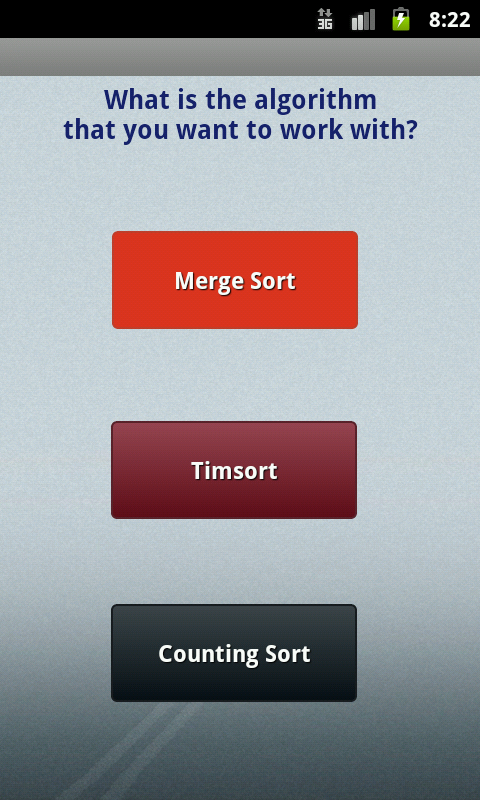 3G 8:22
What is the algorithm
that you want to work with?
Merge Sort
Timsort
Counting Sort